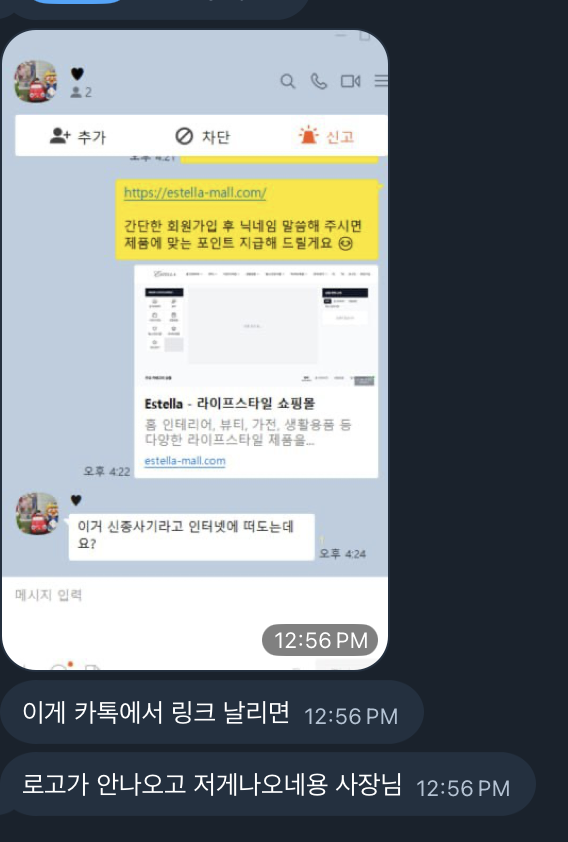 ♥
2
추가
차단
신고
오후 4:21
https://estella-mall.com/
간단한 회원가입 후 닉네임 말씀해 주시면
제품에 맞는 포인트 지급해 드릴게요
ESTELLA
Estella - 라이프스타일 쇼핑몰
홈 인테리어, 뷰티, 가전, 생활용품 등
다양한 라이프스타일 제품을...
estella-mall.com
오후 4:22
♥
이거 신종사기라고 인터넷에 떠도는데
요?
오후 4:24
메시지 입력
12:56 PM
이게 카톡에서 링크 날리면 12:56 PM
로고가 안나오고 저게나오네용 사장님 12:56 PM